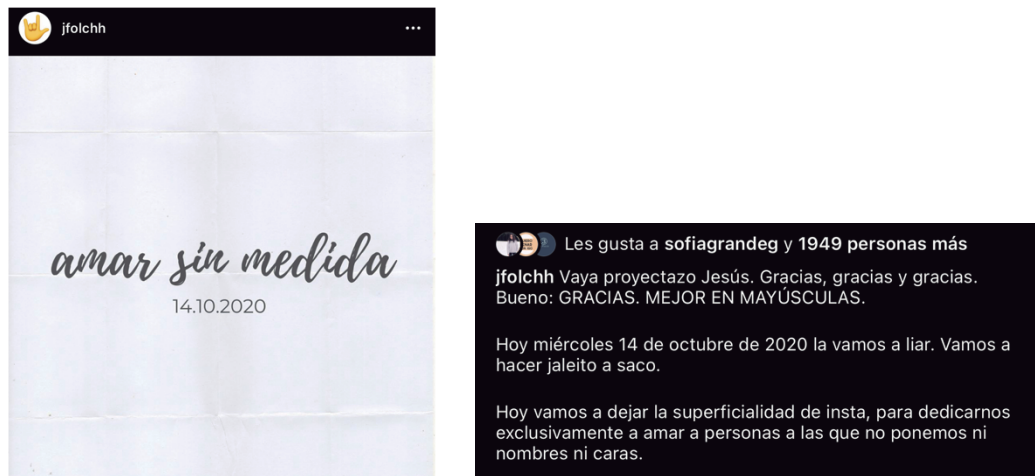 jfolchh
amar sin medida
14.10.2020
Les gusta a sofiagrandeg y 1949 personas más
jfolchh Vaya proyectazo Jesús. Gracias, gracias y gracias.
Bueno: GRACIAS. MEJOR EN MAYÚSCULAS.
Hoy miércoles 14 de octubre de 2020 la vamos a liar. Vamos a
hacer jaleito a saco.
Hoy vamos a dejar la superficialidad de insta, para dedicarnos
exclusivamente a amar a personas a las que no ponemos ni
nombres ni caras.